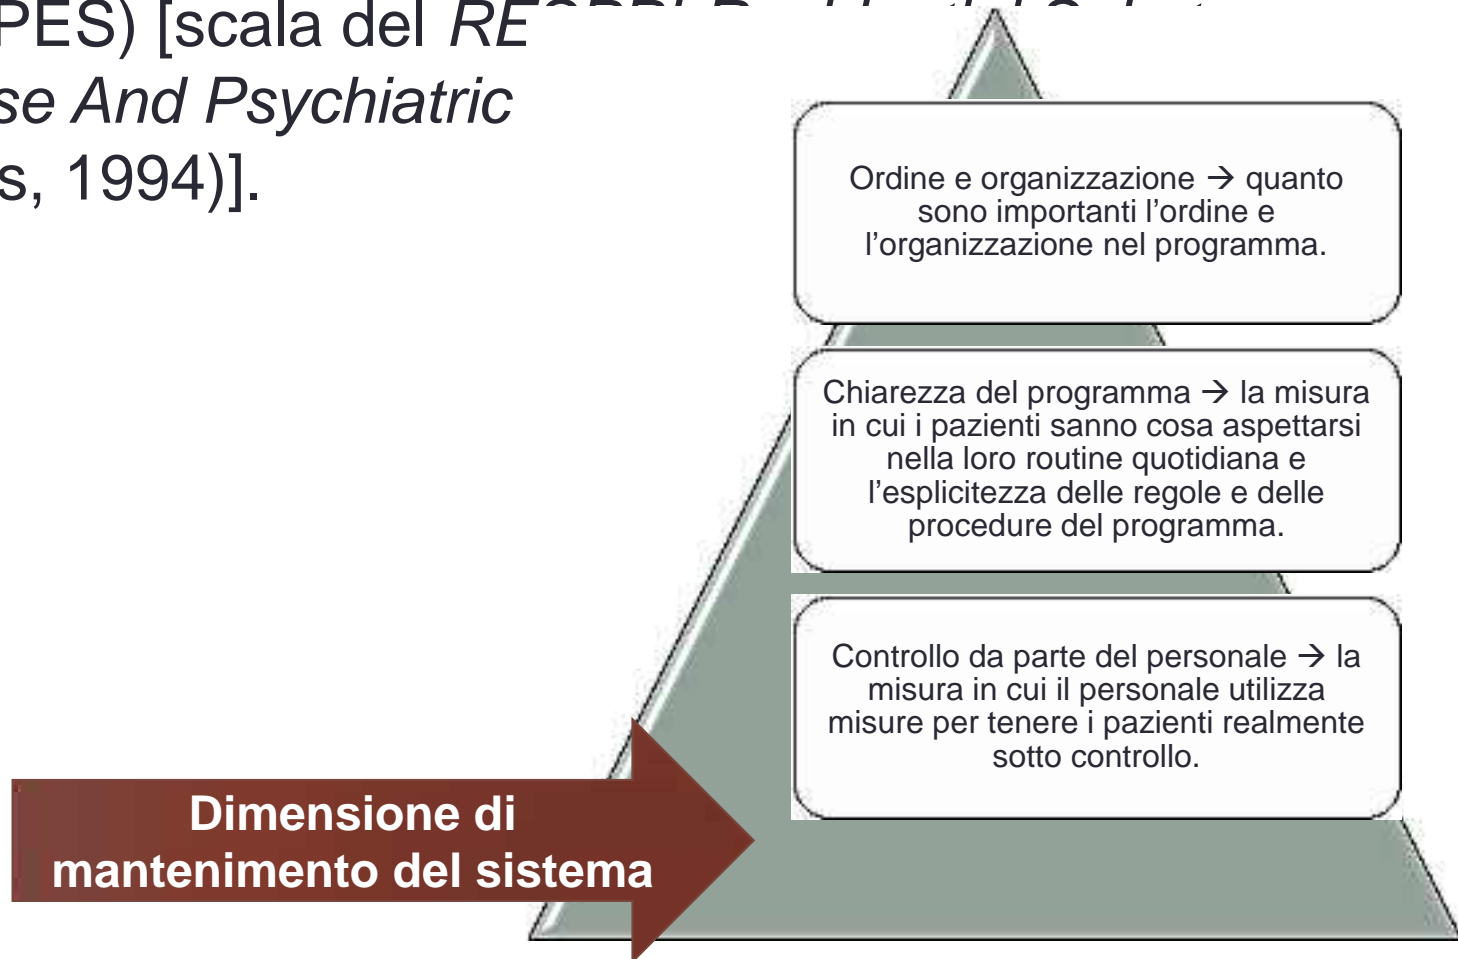 PES) [scala del RE
se And Psychiatric
s, 1994)].
Ordine e organizzazione → quanto
sono importanti l’ordine e
l’organizzazione nel programma.
Chiarezza del programma → la misura
in cui i pazienti sanno cosa aspettarsi
nella loro routine quotidiana e
l’esplicitezza delle regole e delle
procedure del programma.
Controllo da parte del personale → la
misura in cui il personale utilizza
misure per tenere i pazienti realmente
sotto controllo.
Dimensione di
mantenimento del sistema